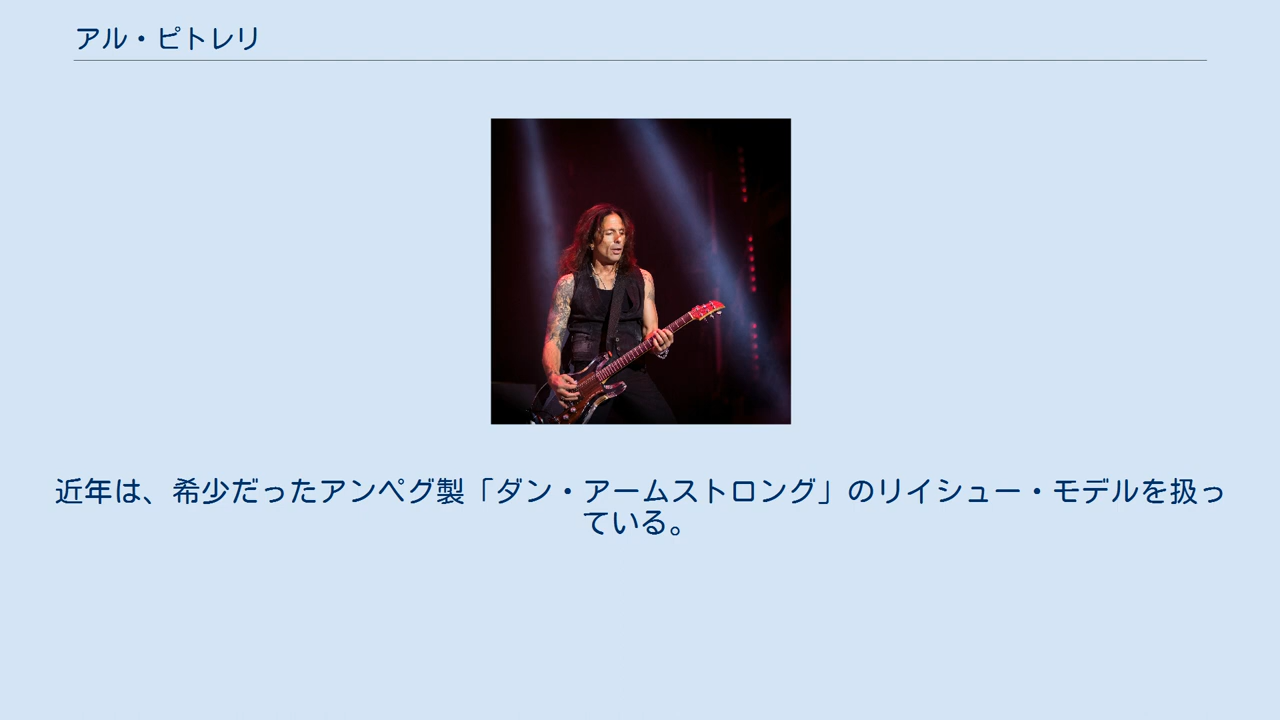 アル・ピトレリ
近年は、希少だったアンペグ製「ダン・アームストロング」のリイシュー・モデルを扱っ
ている。